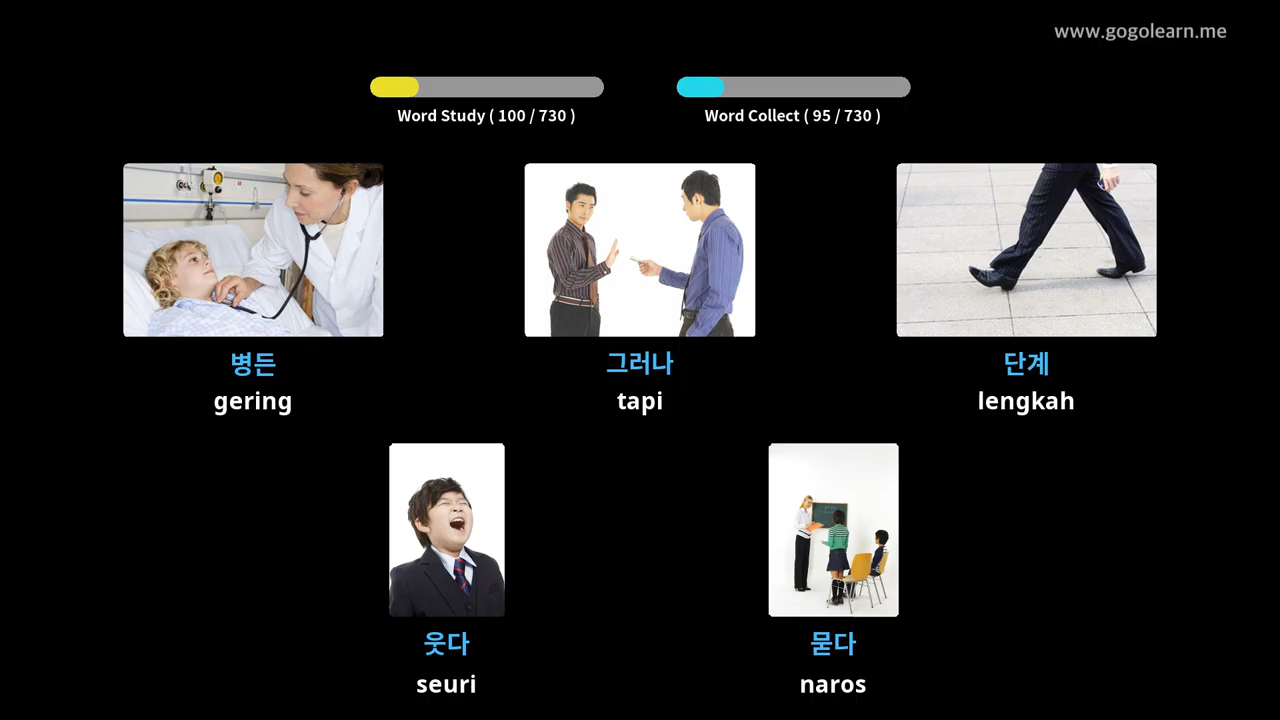 www.gogolearn.me
Word Study ( 100 / 730 )
Word Collect ( 95 / 730 )
병든
gering
그러나
tapi
단계
lengkah
웃다
seuri
묻다
naros